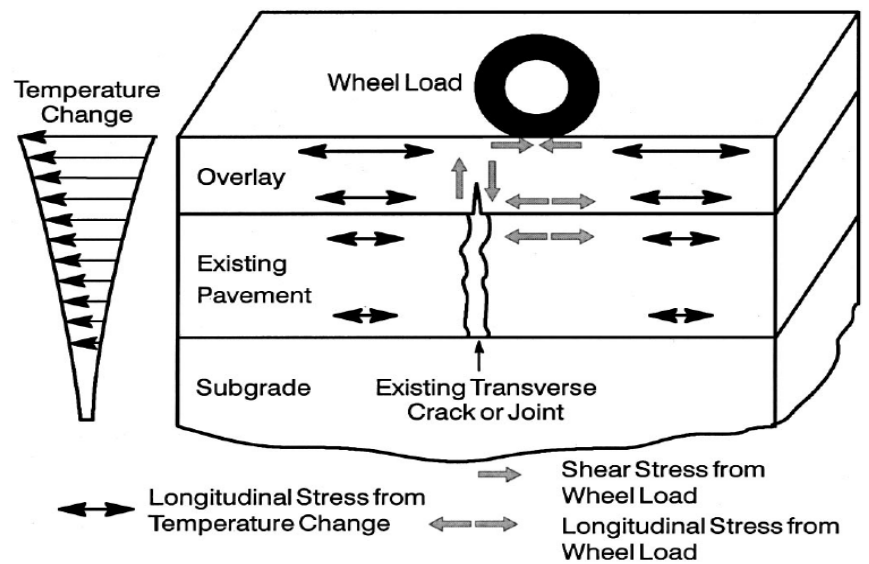 Temperature
Change
Wheel Load
Overlay
Existing
Pavement
Subgrade
Existing Transverse
Crack or Joint
Longitudinal Stress from
Temperature Change
Shear Stress from
Wheel Load
Longitudinal Stress from
Wheel Load